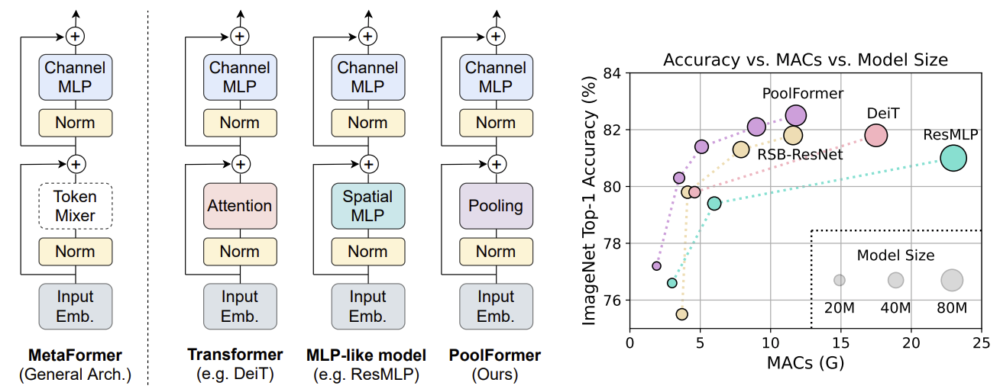 +
Channel
MLP
Norm
+
Token
Mixer
Norm
Input
Emb.
MetaFormer
(General Arch.)
+
Channel
MLP
Norm
+
Attention
Norm
Input
Emb.
Transformer
(e.g. DeiT)
+
Channel
MLP
Norm
+
Spatial
MLP
Norm
Input
Emb.
MLP-like model
(e.g. ResMLP)
+
Channel
MLP
Norm
+
Pooling
Norm
Input
Emb.
PoolFormer
(Ours)
Accuracy vs. MACs vs. Model Size
ImageNet Top-1 Accuracy (%)
84
82
80
78
76
PoolFormer
DeiT
ResMLP
RSB-ResNet
Model Size
20M 40M 80M
0 5 10 15 20 25
MACs (G)